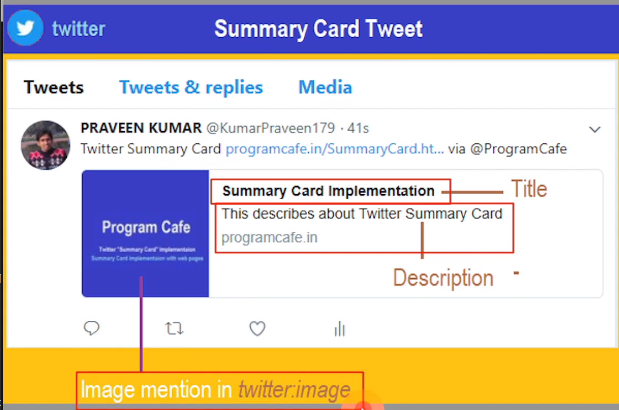 twitter
Summary Card Tweet
Tweets Tweets & replies Media
PRAVEEN KUMAR @KumarPraveen179 · 41s
Twitter Summary Card programcafe.in/SummaryCard.ht... via @ProgramCafe
Summary Card Implementation
Title
This describes about Twitter Summary Card
programcafe.in
Description -
Program Cafe
Twitter "Summary Card" Implementaion
Summary Card Implementaion with web pages
Image mention in twitter:image